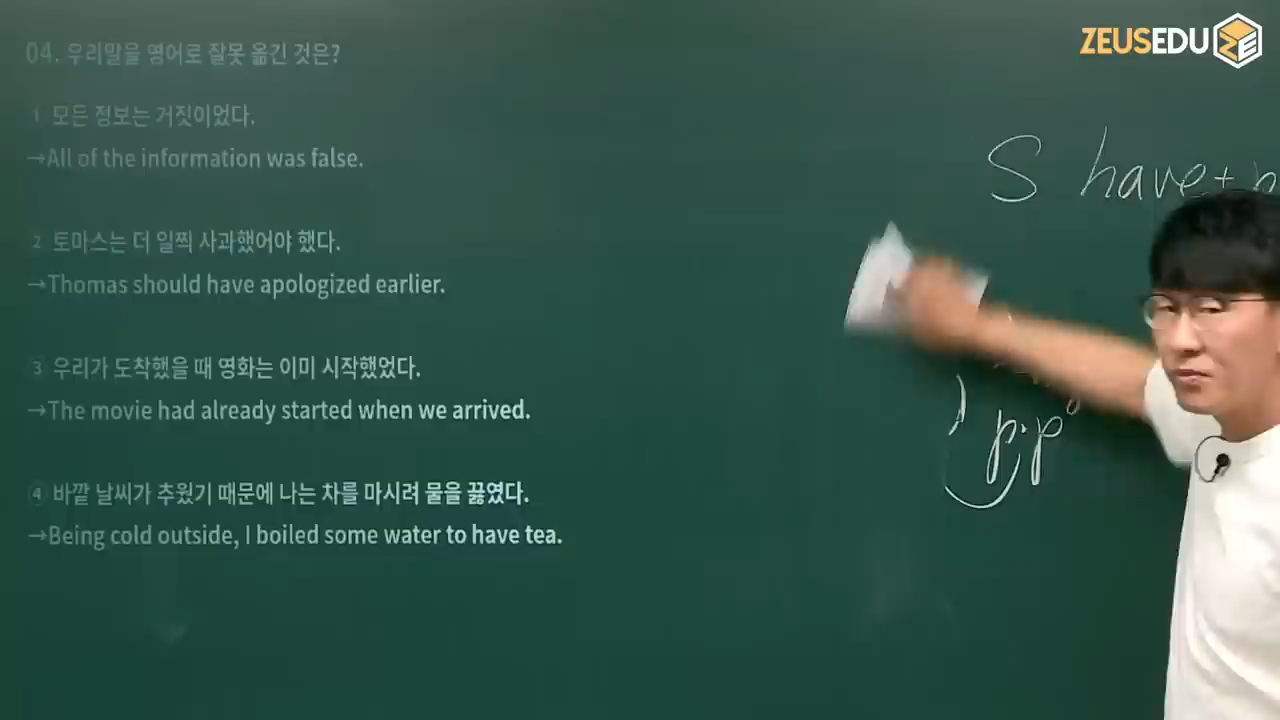 ZEUSEDU
04. 우리말을 영어로 잘못 옮긴 것은?
1 모든 정보는 거짓이었다.
→All of the information was false.
2 토마스는 더 일찍 사과했어야 했다.
→Thomas should have apologized earlier.
③ 우리가 도착했을 때 영화는 이미 시작했었다.
→The movie had already started when we arrived.
④ 바깥 날씨가 추웠기 때문에 나는 차를 마시려 물을 끓였다.
→Being cold outside, I boiled some water to have tea.
S have+
p.p